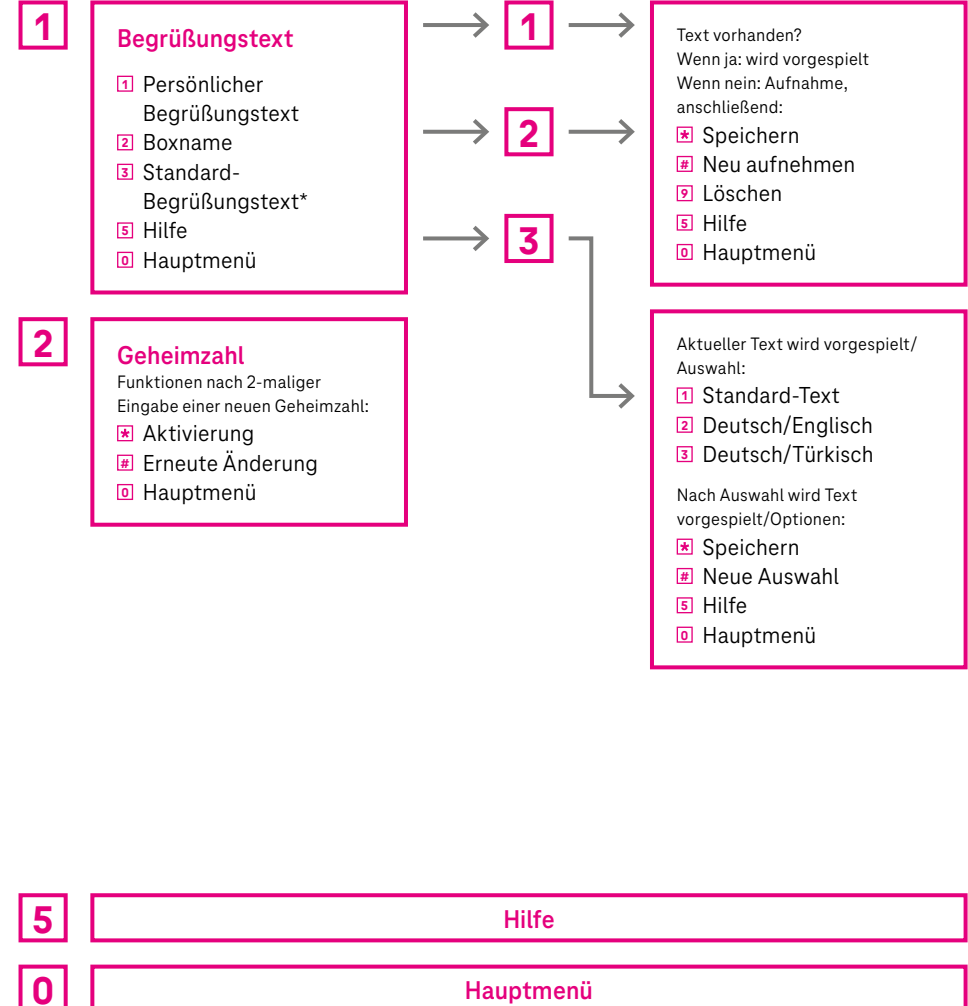 1
Begrüßungstext
1 Persönlicher
Begrüßungstext
2 Boxname
3 Standard-
Begrüßungstext*
5 Hilfe
0 Hauptmenü
1
2
3
Text vorhanden?
Wenn ja: wird vorgespielt
Wenn nein: Aufnahme,
anschließend:
* Speichern
# Neu aufnehmen
9 Löschen
5 Hilfe
0 Hauptmenü
2
Geheimzahl
Funktionen nach 2-maliger
Eingabe einer neuen Geheimzahl:
* Aktivierung
# Erneute Änderung
0 Hauptmenü
Aktueller Text wird vorgespielt/
Auswahl:
1 Standard-Text
2 Deutsch/Englisch
3 Deutsch/Türkisch
Nach Auswahl wird Text
vorgespielt/Optionen:
* Speichern
# Neue Auswahl
5 Hilfe
0 Hauptmenü
5
Hilfe
0
Hauptmenü